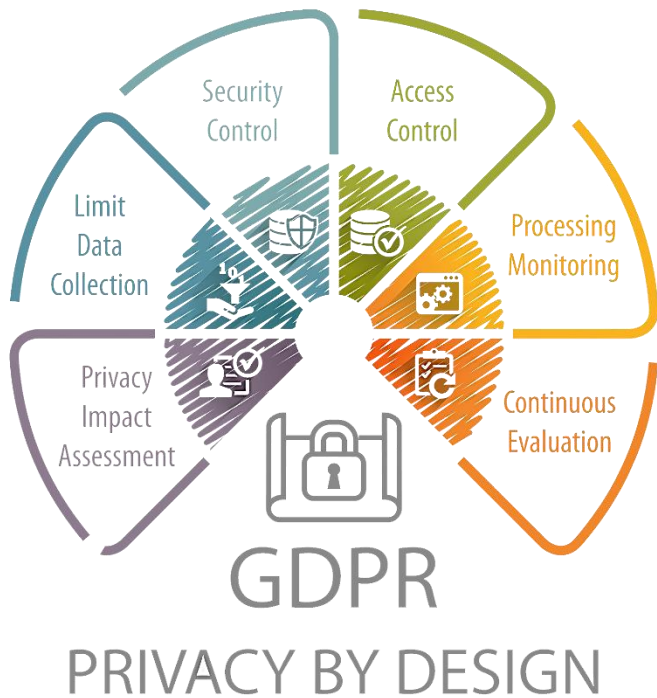 Security
Control
Access
Control
Limit
Data
Collection
Processing
Monitoring
Privacy
Impact
Assessment
Continuous
Evaluation
GDPR
PRIVACY BY DESIGN